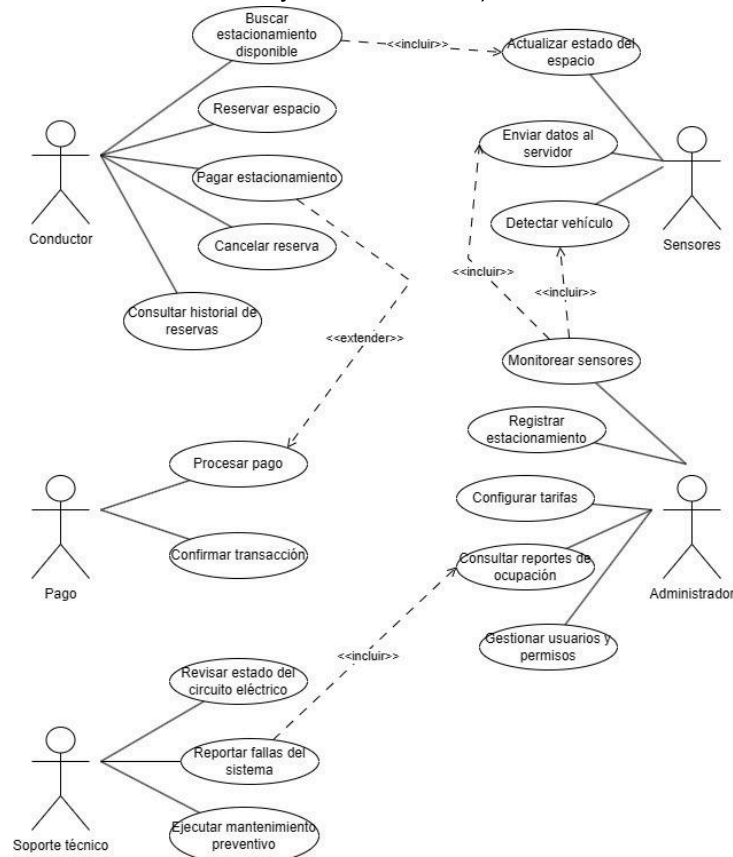 Buscar
estacionamiento
disponible
<<incluir>>
Actualizar estado del
espacio
Reservar espacio
Enviar datos al
servidor
Pagar estacionamiento
Detectar vehículo
Conductor
Cancelar reserva
Sensores
<<incluir>>
<<incluir>>
Consultar historial de
reservas
<<extender>>
Monitorear sensores
Registrar
estacionamiento
Procesar pago
Configurar tarifas
Confirmar transacción
Consultar reportes de
ocupación
Pago
Administrador
Gestionar usuarios y
permisos
<<incluir>>
Revisar estado del
circuito eléctrico
Reportar fallas del
sistema
Ejecutar mantenimiento
preventivo
Soporte técnico